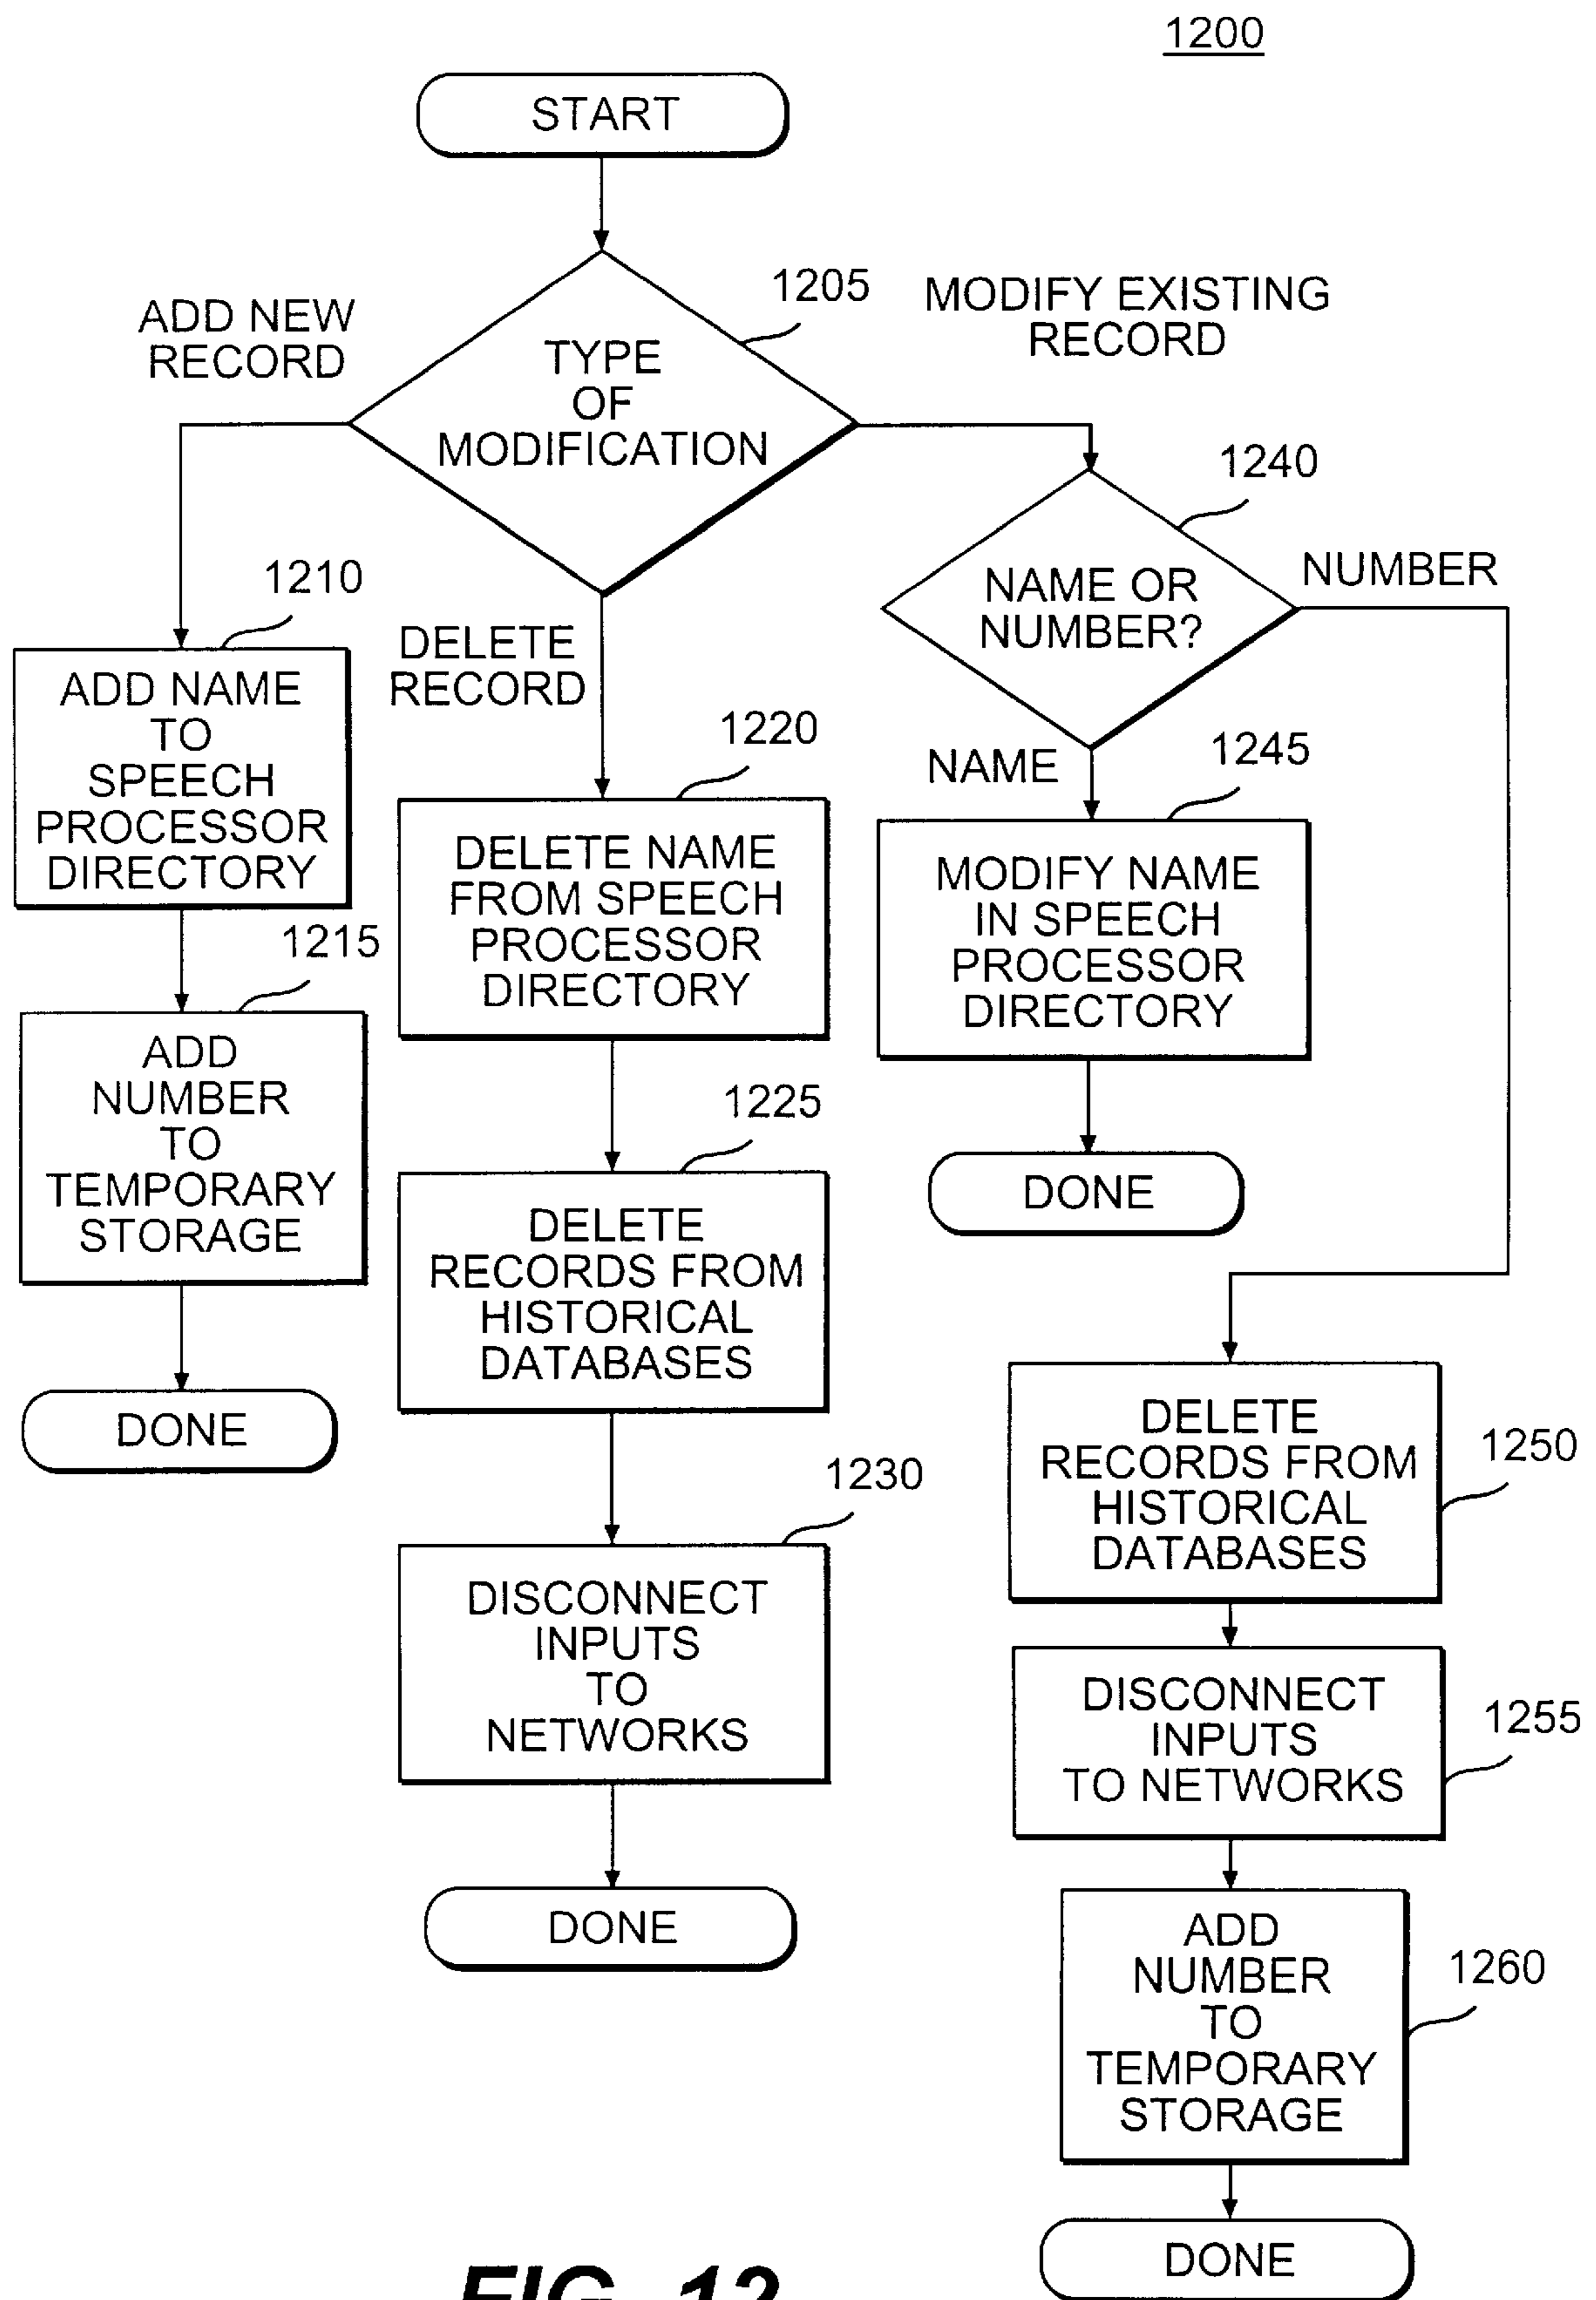 1200
START
1205
ADD NEW
RECORD
TYPE
OF
MODIFICATION
MODIFY EXISTING
RECORD
1210
ADD NAME
TO
SPEECH
PROCESSOR
DIRECTORY
1215
ADD
NUMBER
TO
TEMPORARY
STORAGE
DONE
DELETE
RECORD
1220
DELETE NAME
FROM SPEECH
PROCESSOR
DIRECTORY
1225
DELETE
RECORDS FROM
HISTORICAL
DATABASES
1230
DISCONNECT
INPUTS
TO
NETWORKS
DONE
1240
NAME OR
NUMBER?
NUMBER
NAME
1245
MODIFY NAME
IN SPEECH
PROCESSOR
DIRECTORY
DONE
DELETE
RECORDS FROM
HISTORICAL
DATABASES
1250
DISCONNECT
INPUTS
TO NETWORKS
1255
ADD
NUMBER
TO
TEMPORARY
STORAGE
1260
DONE
FIG. 12